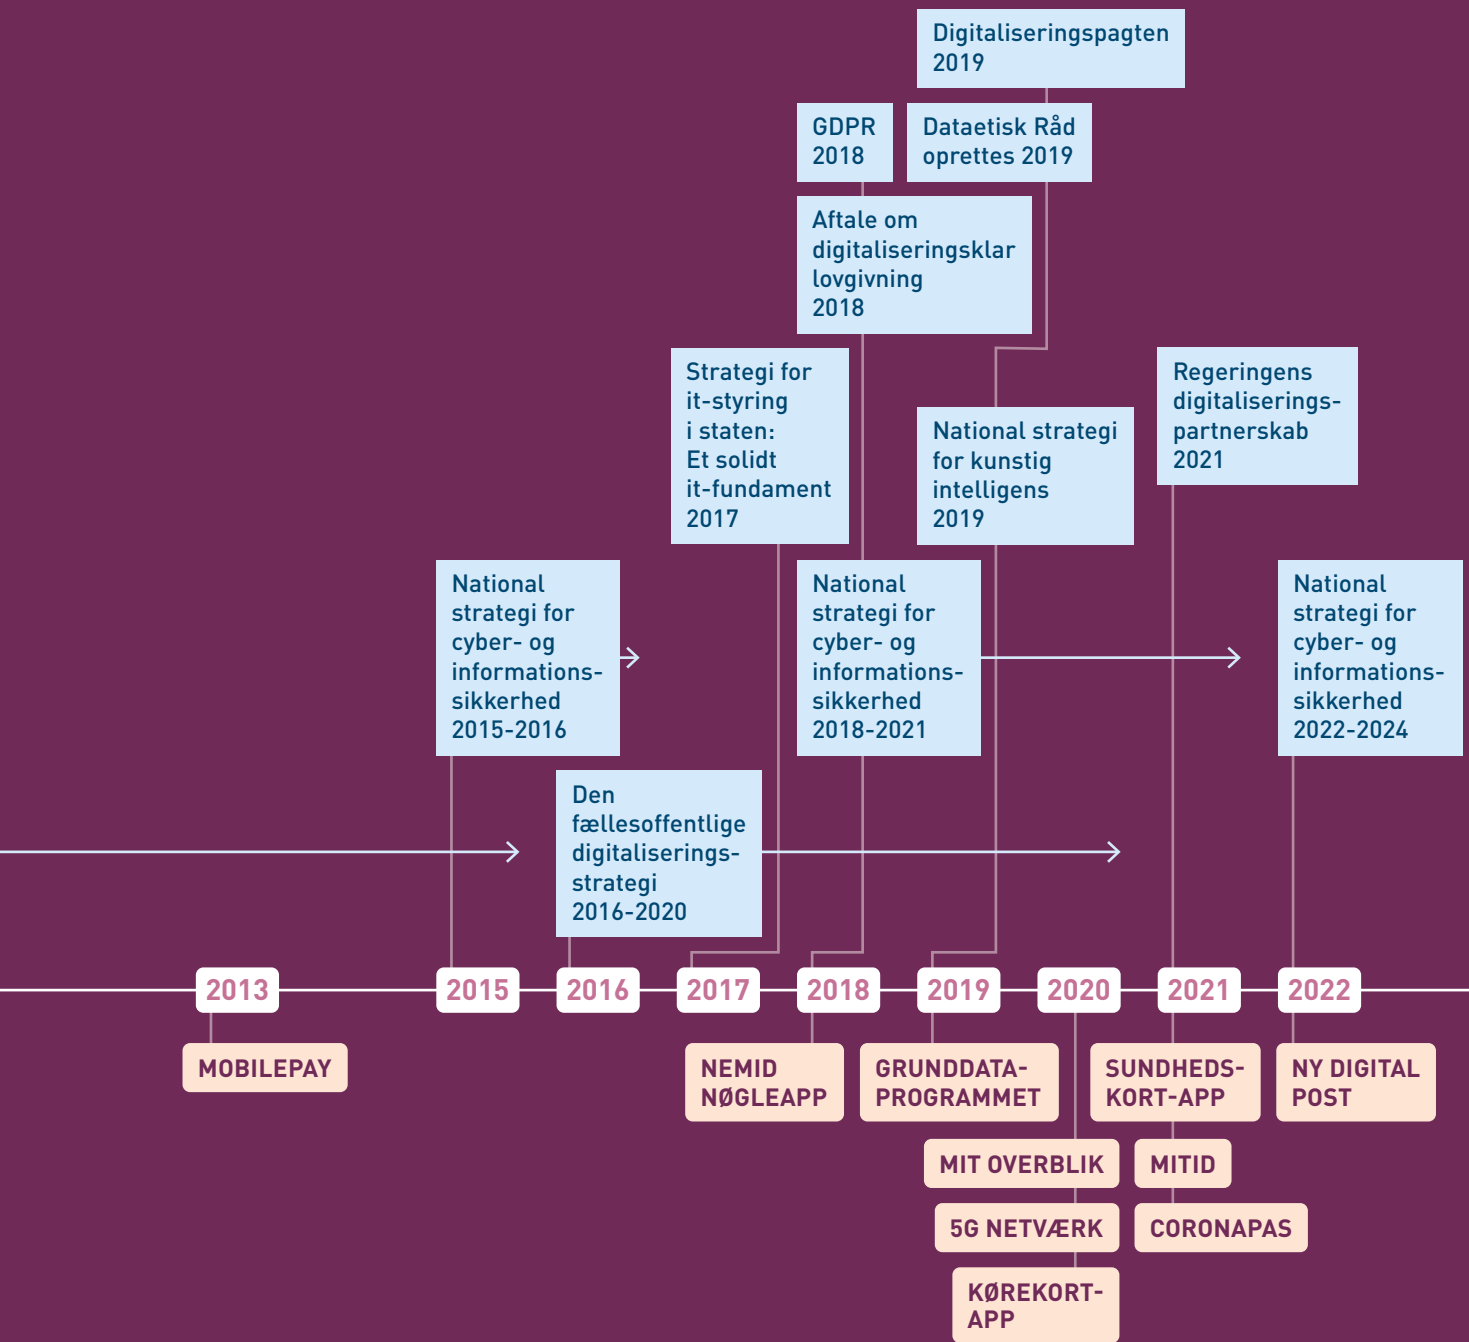 Digitaliseringspagten
2019
GDPR
2018
Dataetisk Råd
oprettes 2019
Aftale om
digitaliseringsklar
lovgivning
2018
Strategi for
it-styring
i staten:
Et solidt
it-fundament
2017
National strategi
for kunstig
intelligens
2019
Regeringens
digitaliserings-
partnerskab
2021
National
strategi for
cyber- og
informations-
sikkerhed
2015-2016
National
strategi for
cyber- og
informations-
sikkerhed
2018-2021
National
strategi for
cyber- og
informations-
sikkerhed
2022-2024
Den
fællesoffentlige
digitaliserings-
strategi
2016-2020
2013
2015
2016
2017
2018
2019
2020
2021
2022
MOBILEPAY
NEMID
NØGLEAPP
GRUNDDATA-
PROGRAMMET
SUNDHEDS-
KORT-APP
NY DIGITAL
POST
MIT OVERBLIK
MITID
5G NETVÆRK
CORONAPAS
KØREKORT-
APP